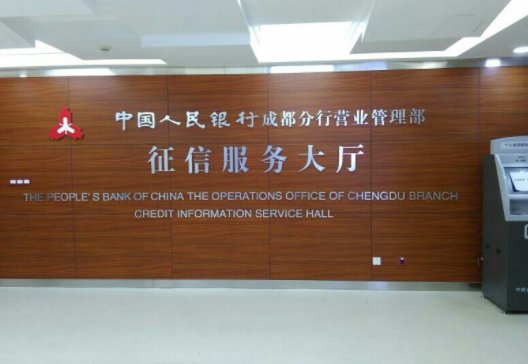 中国人民银行成都分行营业管理部
征信服务大厅
THE PEOPLE'S BANK OF CHINA THE OPERATIONS OFFICE OF CHENGDU BRANCH
CREDIT INFORMATION SERVICE HALL